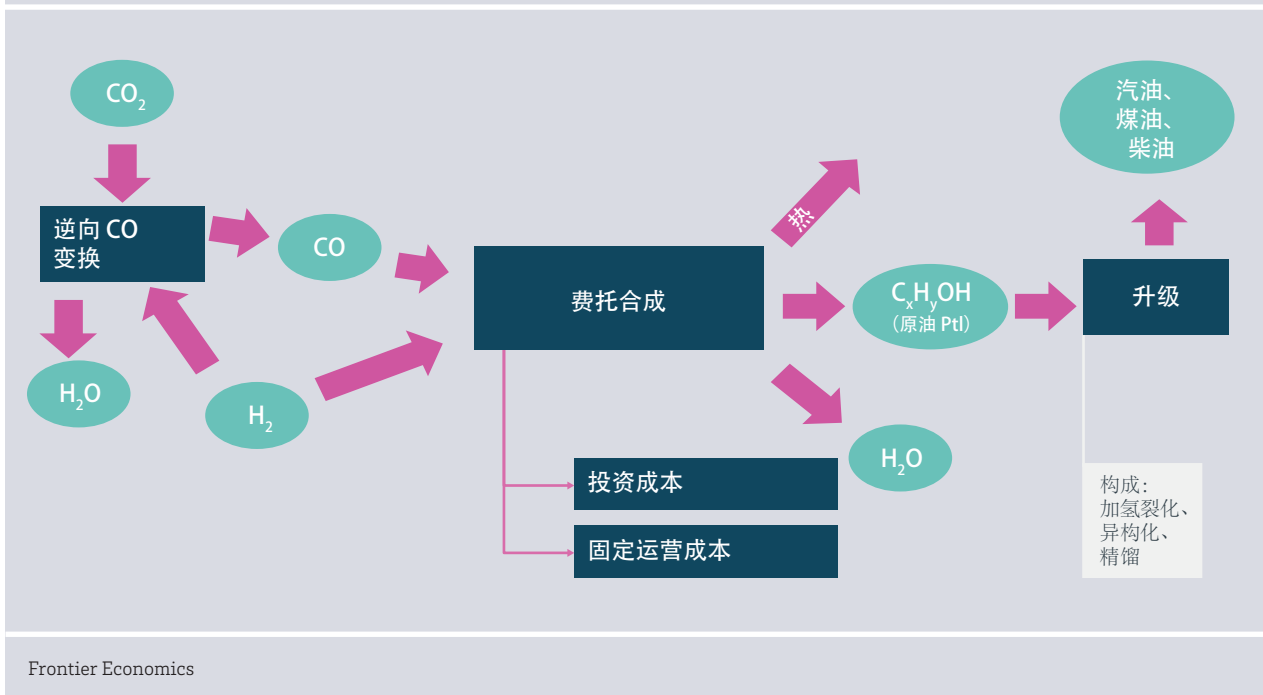 CO₂
汽油、
煤油、
柴油
逆向 CO
变换
CO
热
费托合成
CₓHᵧOH
（原油 Ptl）
升级
H₂O
H₂
H₂O
投资成本
固定运营成本
构成：
加氢裂化、
异构化、
精馏
Frontier Economics